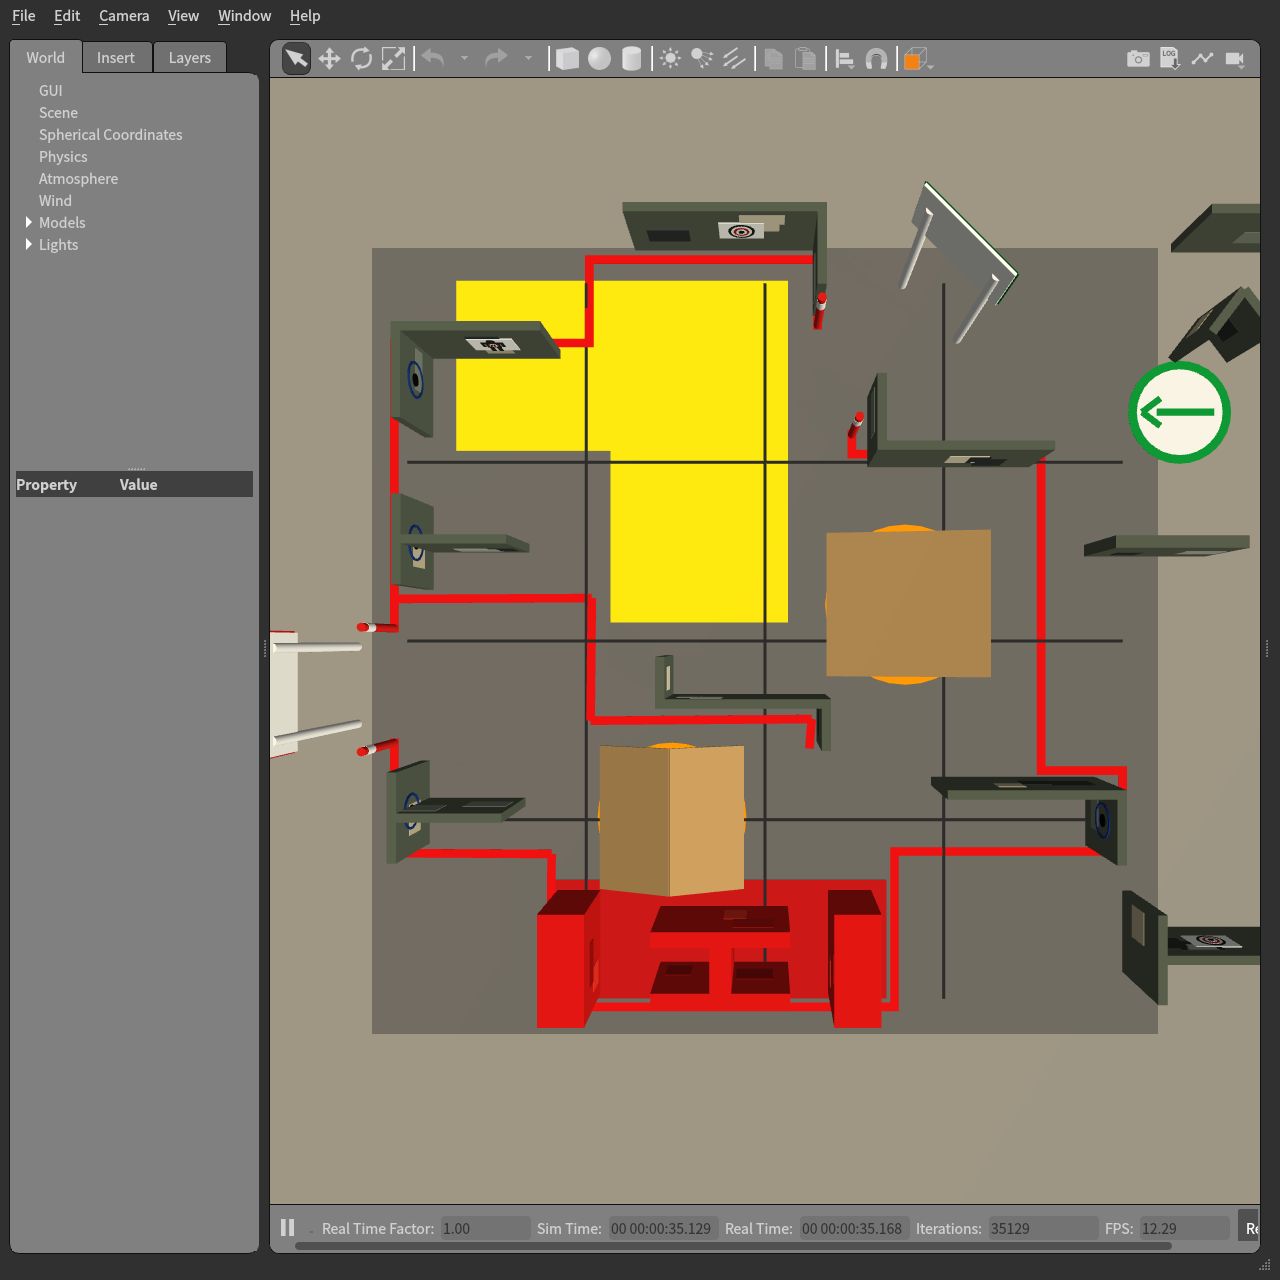 File Edit Camera View Window Help
World Insert Layers
LOG
GUI
Scene
Spherical Coordinates
Physics
Atmosphere
Wind
Models
Lights
Property Value
Real Time Factor: 1.00 Sim Time: 00 00:00:35.129 Real Time: 00 00:00:35.168 Iterations: 35129 FPS: 12.29 Re